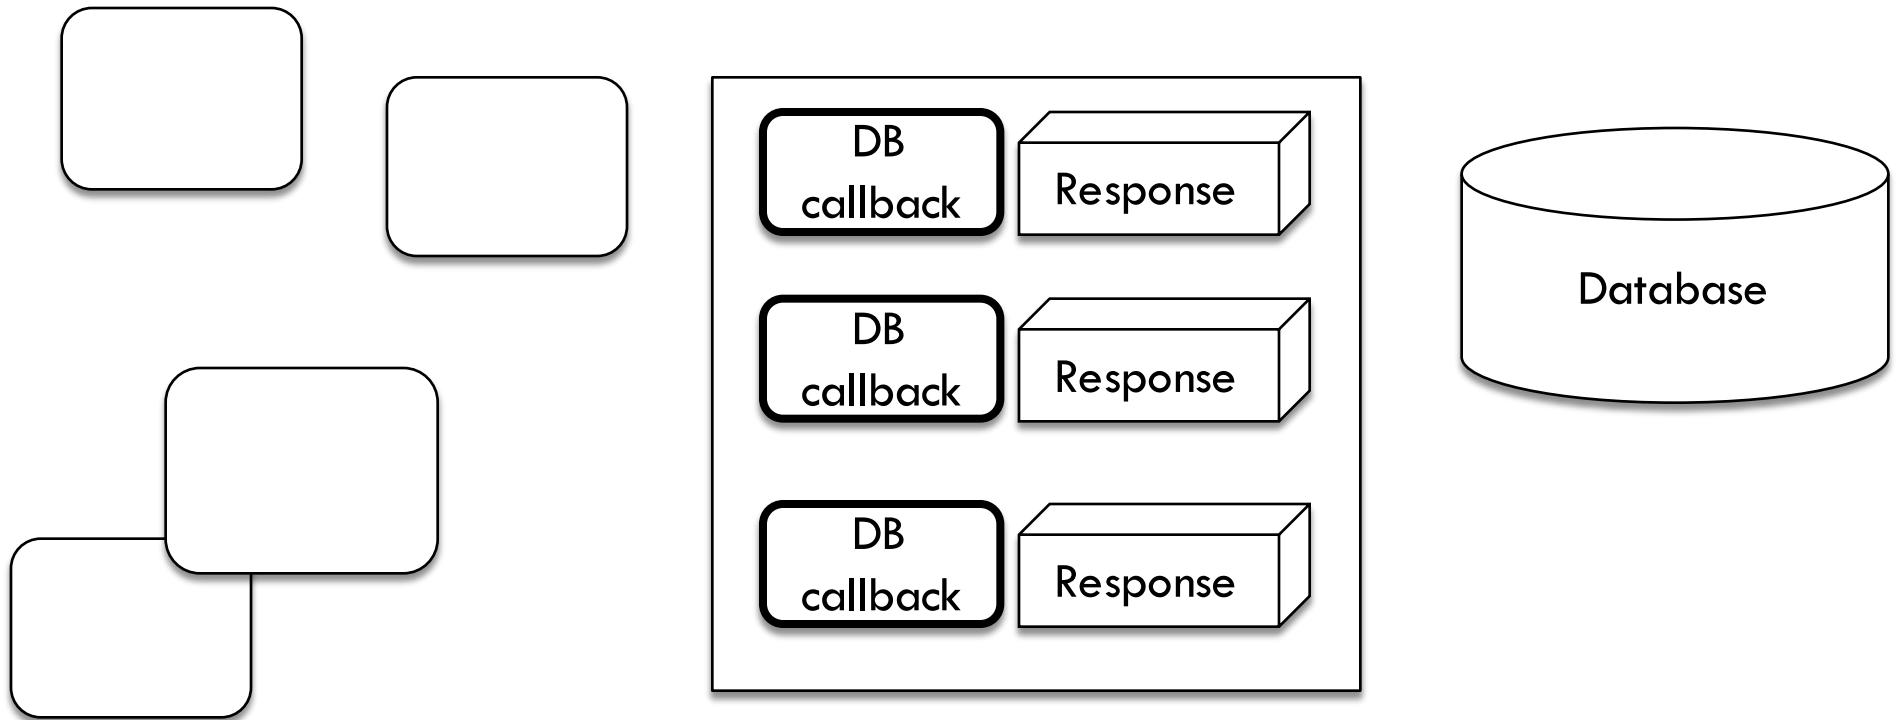 DB
callback
Response
DB
callback
Response
DB
callback
Response
Database